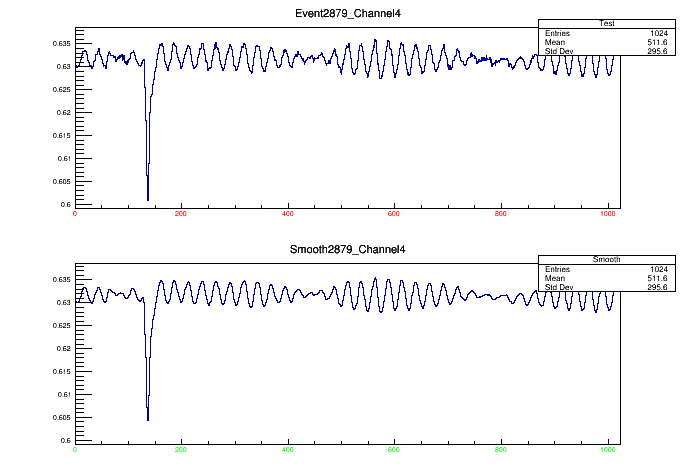 Event2879_Channel4
Test
Entries 1024
Mean 511.6
Std Dev 295.6
0.635
0.63
0.625
0.62
0.615
0.61
0.605
0.6
0 200 400 600 800 1000
Smooth2879_Channel4
Smooth
Entries 1024
Mean 511.6
Std Dev 295.6
0.635
0.63
0.625
0.62
0.615
0.61
0.605
0.6
0 200 400 600 800 1000